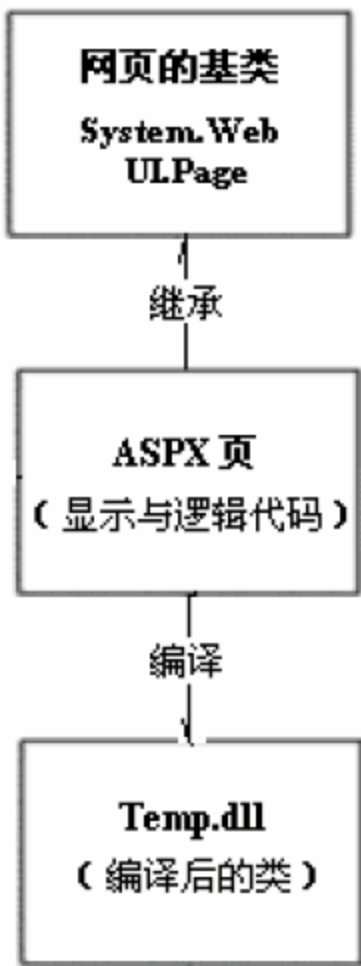 网页的基类
System.Web
UI.Page
继承
ASPX 页
（显示与逻辑代码）
编译
Temp.dll
（编译后的类）